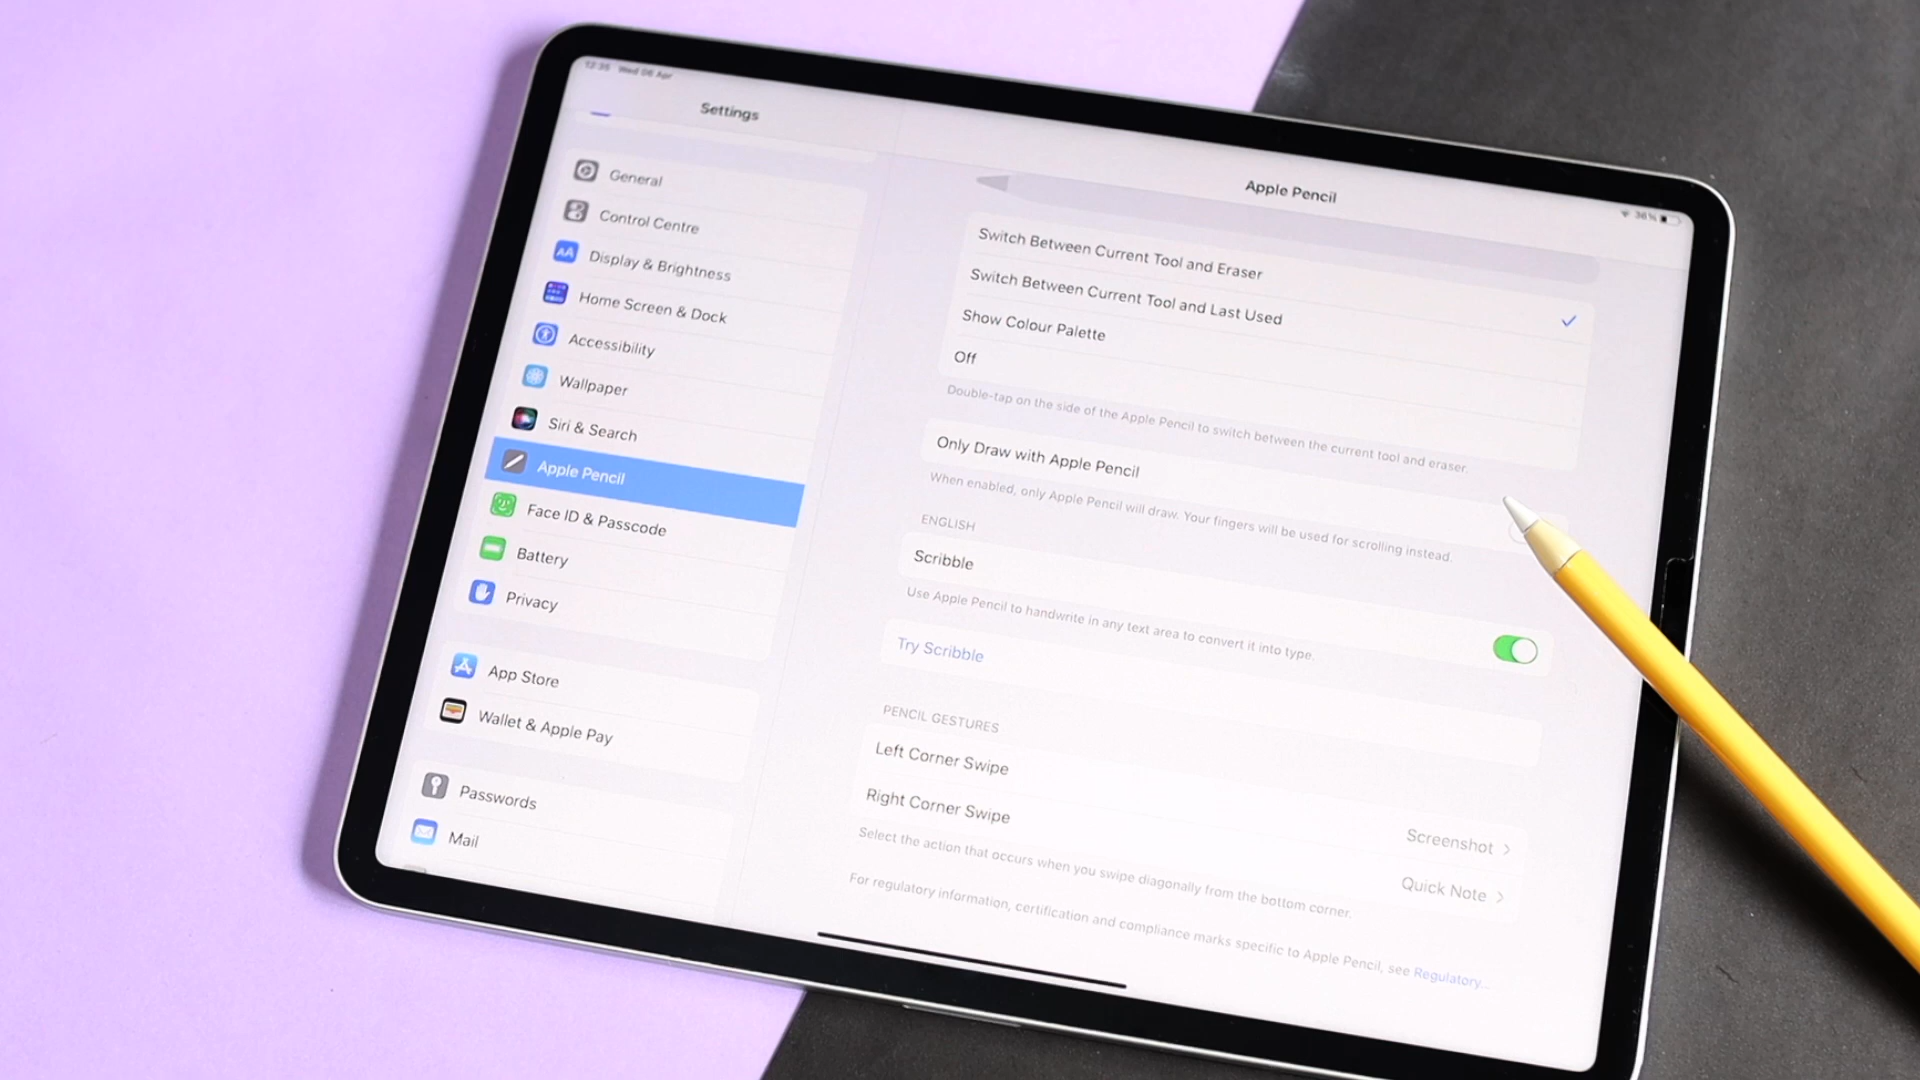 12:35 Wed 06 Apr
36%
Settings
General
Control Centre
AA Display & Brightness
Home Screen & Dock
Accessibility
Wallpaper
Siri & Search
Apple Pencil
Face ID & Passcode
Battery
Privacy
App Store
Wallet & Apple Pay
Passwords
Mail
Apple Pencil
Switch Between Current Tool and Eraser
Switch Between Current Tool and Last Used
Show Colour Palette
Off
Double-tap on the side of the Apple Pencil to switch between the current tool and eraser.
Only Draw with Apple Pencil
When enabled, only Apple Pencil will draw. Your fingers will be used for scrolling instead.
ENGLISH
Scribble
Use Apple Pencil to handwrite in any text area to convert it into type.
Try Scribble
PENCIL GESTURES
Left Corner Swipe Screenshot
Right Corner Swipe Quick Note
Select the action that occurs when you swipe diagonally from the bottom corner.
For regulatory information, certification and compliance marks specific to Apple Pencil, see Regulatory...